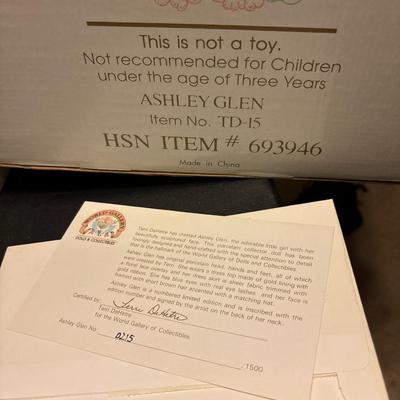 This is not a toy.
Not recommended for Children
under the age of Three Years
ASHLEY GLEN
Item No. TD-15
HSN ITEM # 693946
Made in China
WORLD GALLERY
DOLLS & COLLECTIBLES
Terri DeHetre has created Ashley Glen, the adorable little girl with her
beautifully sculptured face. This porcelain collector doll has been
lovingly designed and hand-crafted with the special attention to detail
that is the hallmark of the World Gallery of Dolls and Collectibles.
Ashley Glen has original porcelain head, hands and feet, all of which
were created by Terri. She wears a dress top made of gold lining with
a floral face overlay and her dress skirt is sheer fabric trimmed with
gold ribbon. She has blue eyes with real eye lashes and her face is
framed with short brown hair accented with a matching hat.
Ashley Glen is a numbered limited edition and is inscribed with the
edition number and signed by the artist on the back of her neck.
Certified by: Terri DeHetre
Terri DeHetre
for the World Gallery of Collectibles.
Ashley Glen No. 0215 /1500